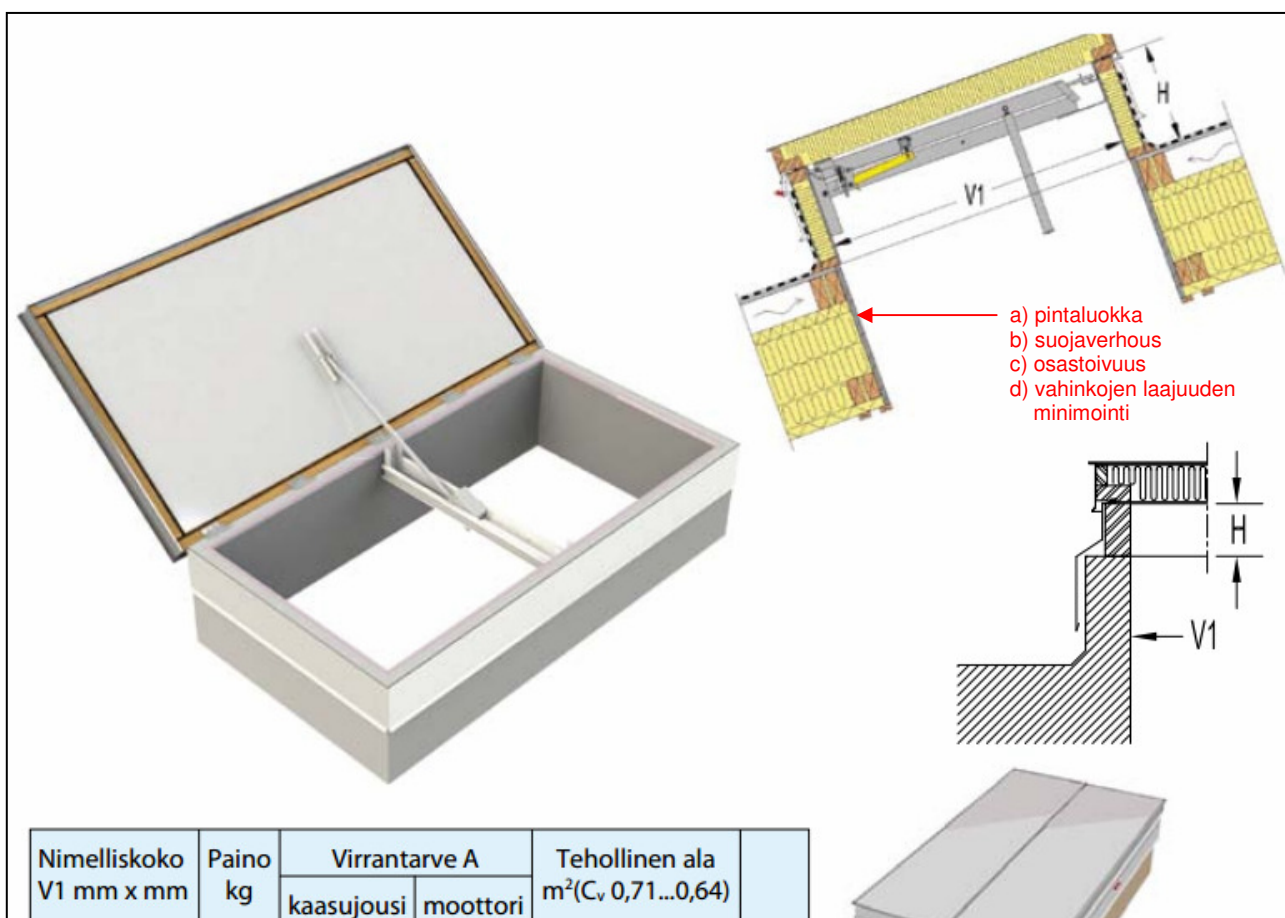 H
V1
a) pintaluokka
b) suojaverhous
c) osastoivuus
d) vahinkojen laajuuden
minimointi
H
V1
Nimelliskoko
V1 mm x mm
Paino
kg
Virrantarve A
kaasujousi
moottori
Tehollinen ala
m²(Cᵥ 0,71...0,64)